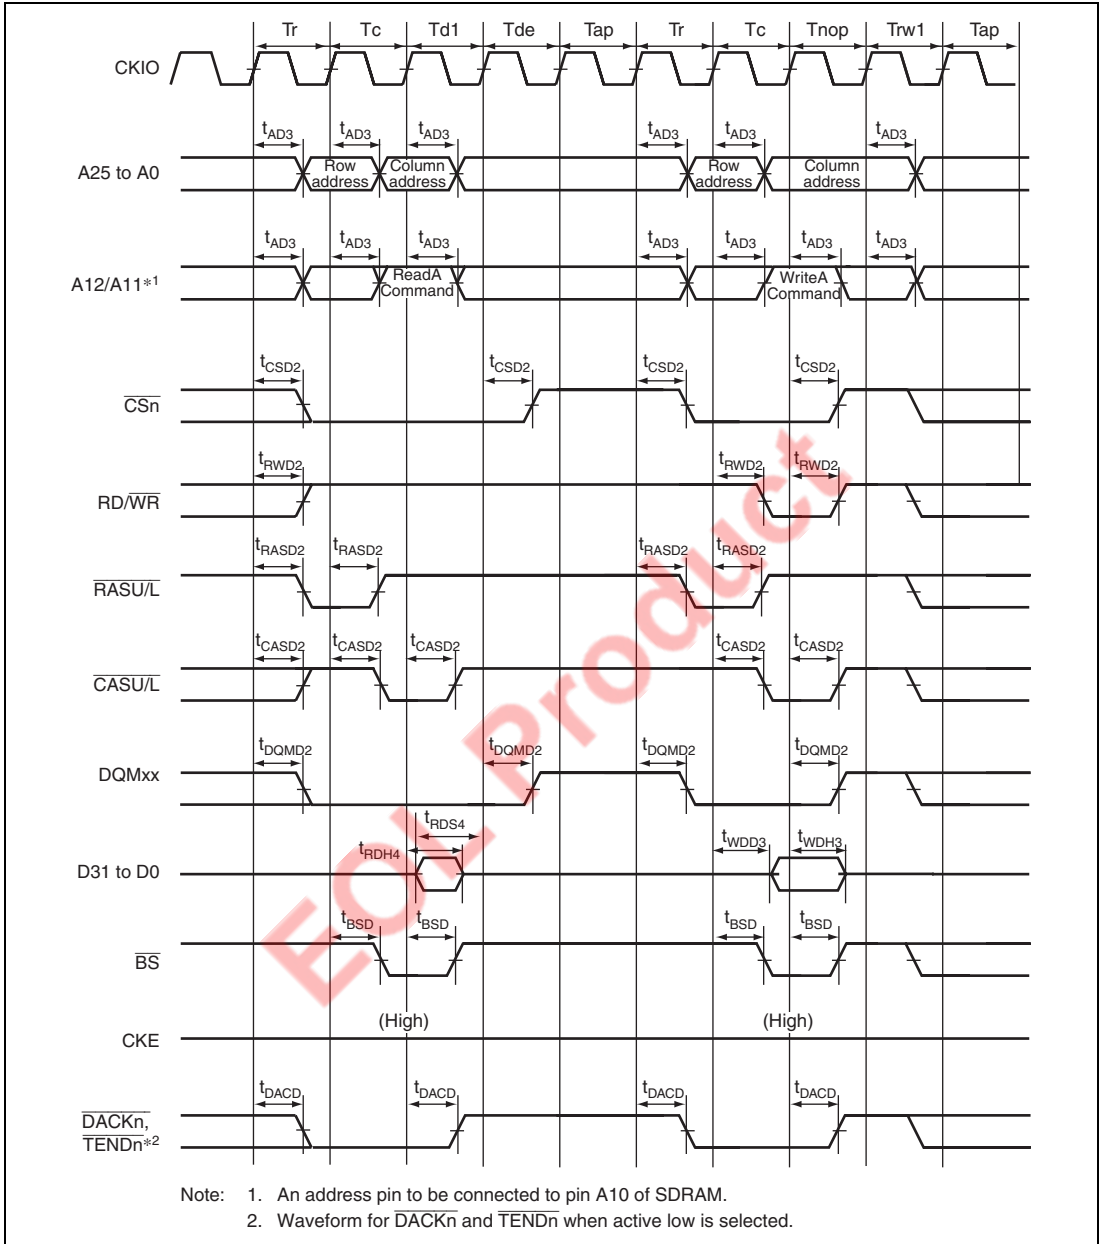 Tr Tc Td1 Tde Tap Tr Tc Tnop Trw1 Tap
CKIO
tAD3 tAD3 tAD3 tAD3 tAD3 tAD3
A25 to A0
Row address
Column address
Row address
Column address
tAD3 tAD3 tAD3 tAD3 tAD3 tAD3 tAD3
A12/A11*1
ReadA Command
WriteA Command
tCSD2 tCSD2 tCSD2 tCSD2
CSn
tRWD2 tRWD2 tRWD2
RD/WR
tRASD2 tRASD2 tRASD2 tRASD2
RASU/L
tCASD2 tCASD2 tCASD2 tCASD2 tCASD2
CASU/L
tDQMD2 tDQMD2 tDQMD2 tDQMD2
DQMxx
tRDS4
tRDH4 tWDD3 tWDH3
D31 to D0
tBSD tBSD tBSD tBSD
BS
(High) (High)
CKE
tDACD tDACD tDACD tDACD
DACKn,
TENDn*2
EOL Product
Note: 1. An address pin to be connected to pin A10 of SDRAM.
2. Waveform for DACKn and TENDn when active low is selected.